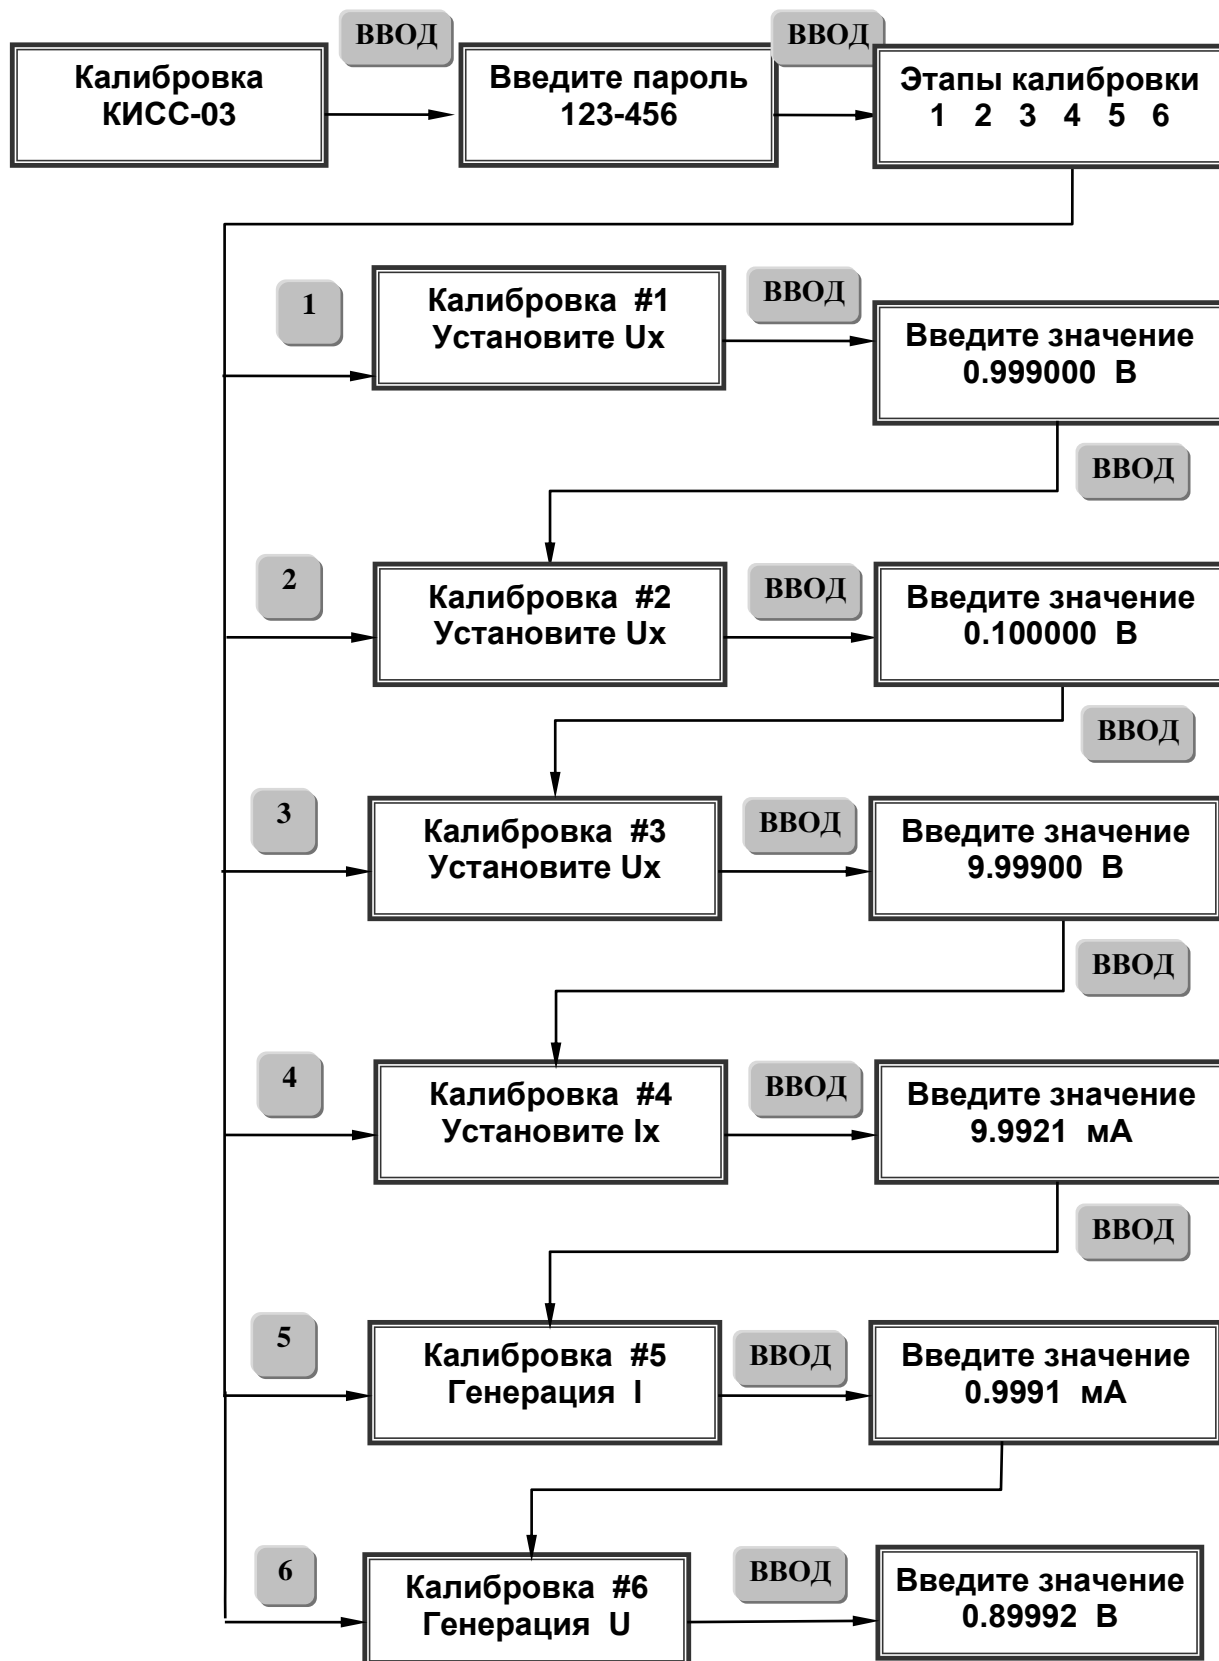 ВВОД
ВВОД
Калибровка
КИСС-03
Введите пароль
123-456
Этапы калибровки
1 2 3 4 5 6
1
Калибровка #1
Установите Ux
ВВОД
Введите значение
0.999000 В
ВВОД
2
Калибровка #2
Установите Ux
ВВОД
Введите значение
0.100000 В
ВВОД
3
Калибровка #3
Установите Ux
ВВОД
Введите значение
9.99900 В
ВВОД
4
Калибровка #4
Установите Ix
ВВОД
Введите значение
9.9921 мА
ВВОД
5
Калибровка #5
Генерация I
ВВОД
Введите значение
0.9991 мА
6
Калибровка #6
Генерация U
ВВОД
Введите значение
0.89992 В